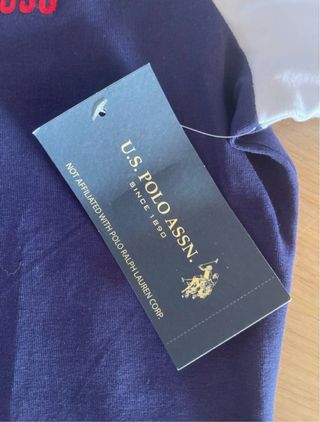 U.S. POLO ASSN.
SINCE 1890
NOT AFFILIATED WITH POLO RALPH LAUREN CORP.